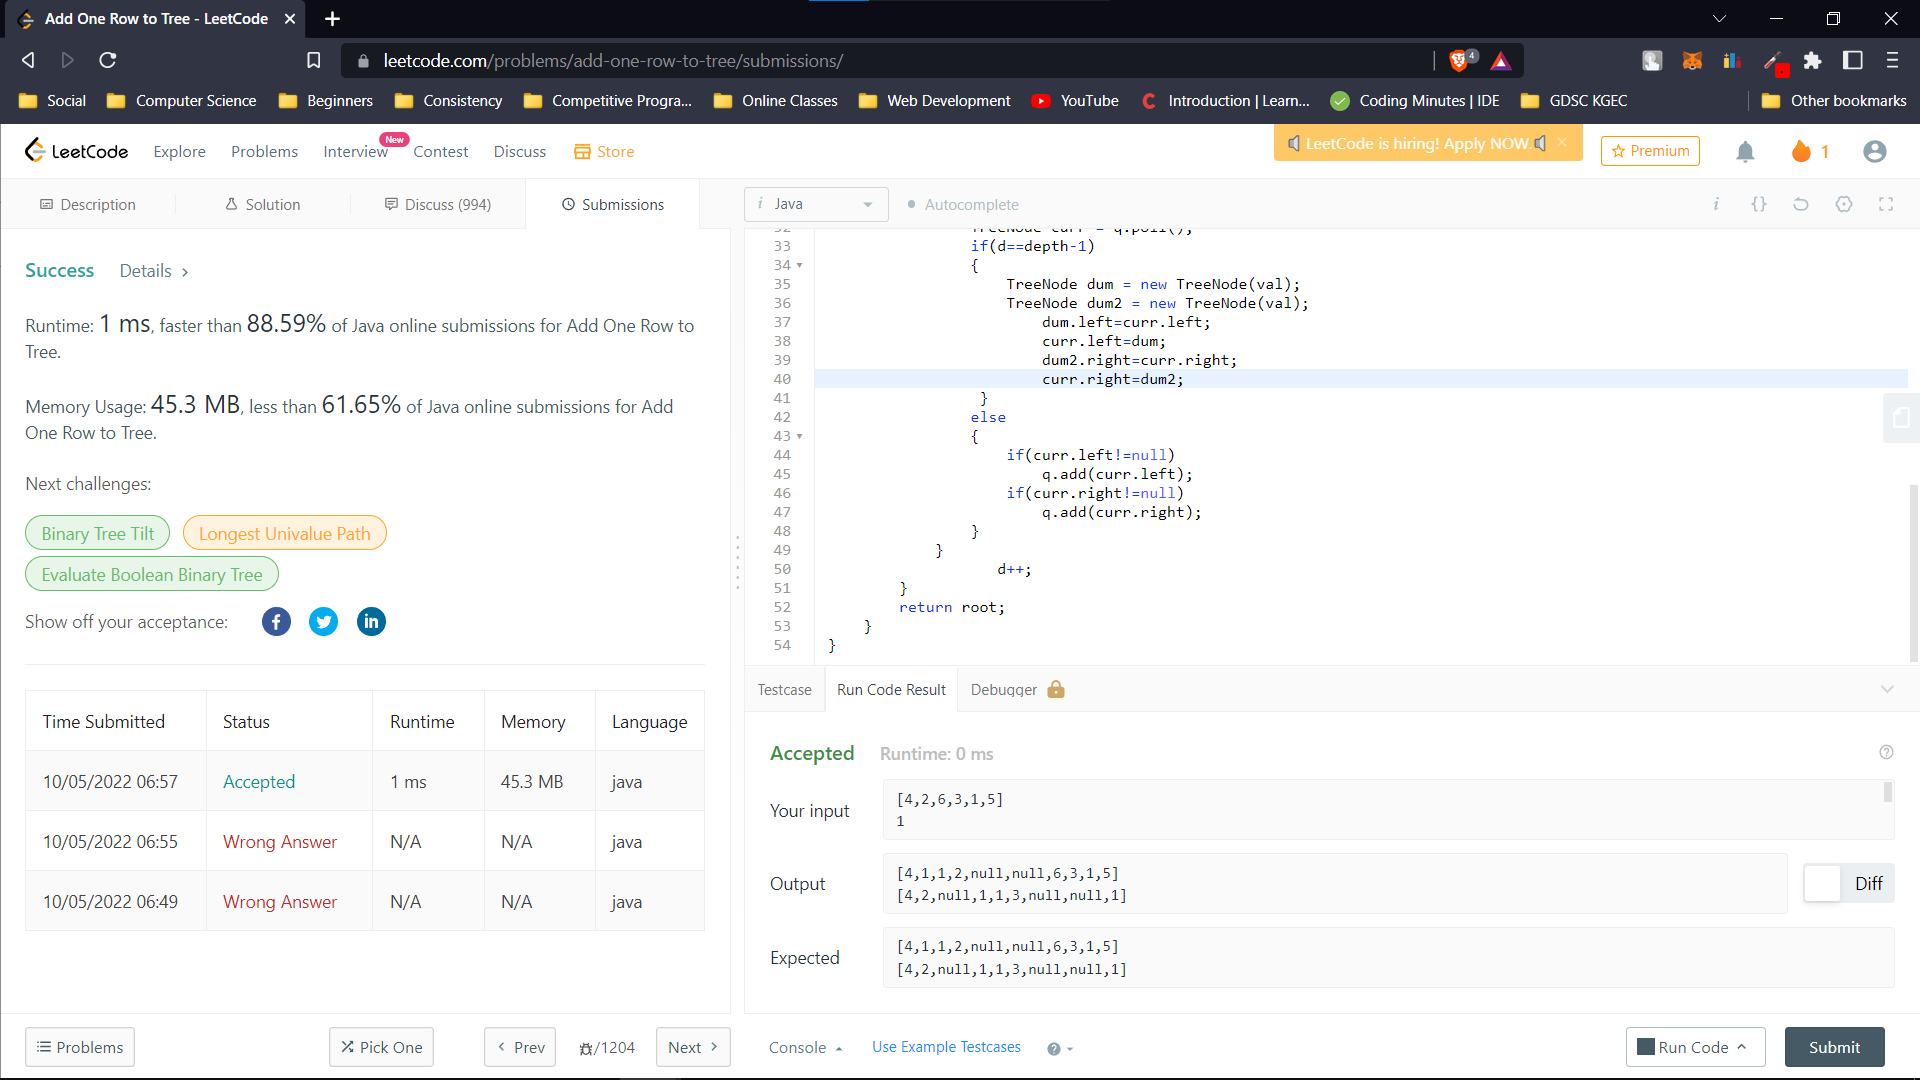 Add One Row to Tree - LeetCode
leetcode.com/problems/add-one-row-to-tree/submissions/
4
Social
Computer Science
Beginners
Consistency
Competitive Progra...
Online Classes
Web Development
YouTube
Introduction | Learn...
Coding Minutes | IDE
GDSC KGEC
Other bookmarks
LeetCode
Explore
Problems
Interview
New
Contest
Discuss
Store
LeetCode is hiring! Apply NOW.
Premium
1
Description
Solution
Discuss (994)
Submissions
i Java
Autocomplete
i {}
Success Details >
Runtime: 1 ms, faster than 88.59% of Java online submissions for Add One Row to
Tree.
Memory Usage: 45.3 MB, less than 61.65% of Java online submissions for Add
One Row to Tree.
Next challenges:
Binary Tree Tilt
Longest Univalue Path
Evaluate Boolean Binary Tree
Show off your acceptance:
Time Submitted Status Runtime Memory Language
10/05/2022 06:57 Accepted 1 ms 45.3 MB java
10/05/2022 06:55 Wrong Answer N/A N/A java
10/05/2022 06:49 Wrong Answer N/A N/A java
32 TreeNode curr = q.poll();
33 if(d==depth-1)
34 {
35 TreeNode dum = new TreeNode(val);
36 TreeNode dum2 = new TreeNode(val);
37 dum.left=curr.left;
38 curr.left=dum;
39 dum2.right=curr.right;
40 curr.right=dum2;
41 }
42 else
43 {
44 if(curr.left!=null)
45 q.add(curr.left);
46 if(curr.right!=null)
47 q.add(curr.right);
48 }
49 }
50 d++;
51 }
52 return root;
53 }
54 }
Testcase
Run Code Result
Debugger
Accepted Runtime: 0 ms
Your input
[4,2,6,3,1,5]
1
Output
[4,1,1,2,null,null,6,3,1,5]
[4,2,null,1,1,3,null,null,1]
Diff
Expected
[4,1,1,2,null,null,6,3,1,5]
[4,2,null,1,1,3,null,null,1]
Problems
Pick One
Prev
/1204
Next
Console
Use Example Testcases
Run Code
Submit